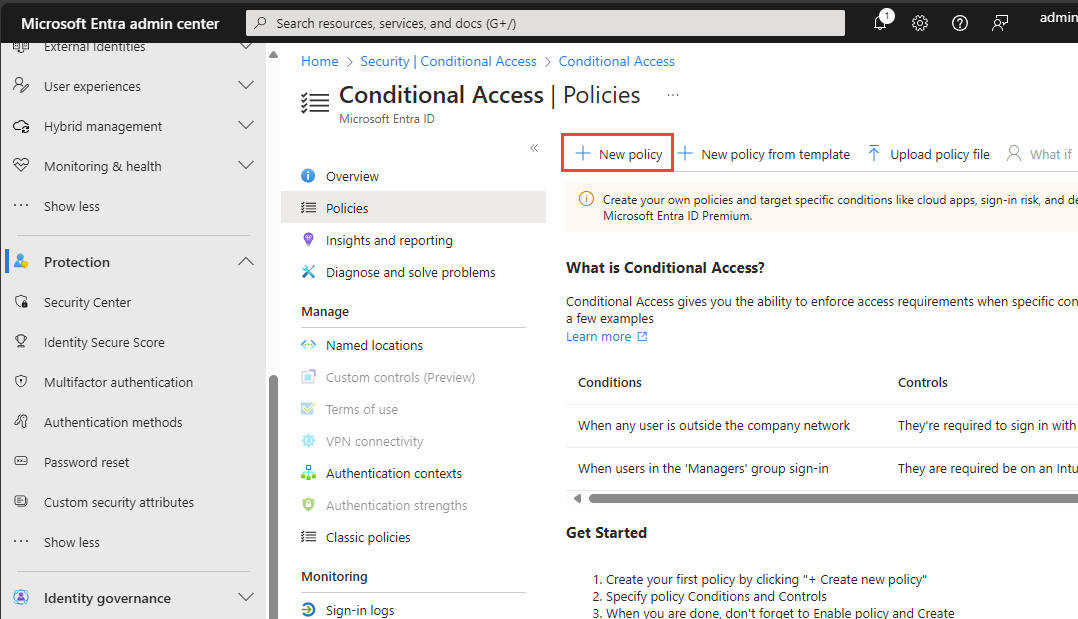 Microsoft Entra admin center
Search resources, services, and docs (G+/)
1
admin
External Identities
User experiences
Hybrid management
Monitoring & health
Show less
Protection
Security Center
Identity Secure Score
Multifactor authentication
Authentication methods
Password reset
Custom security attributes
Show less
Identity governance
Home > Security | Conditional Access > Conditional Access
Conditional Access | Policies ...
Microsoft Entra ID
«
Overview
Policies
Insights and reporting
Diagnose and solve problems
Manage
Named locations
Custom controls (Preview)
Terms of use
VPN connectivity
Authentication contexts
Authentication strengths
Classic policies
Monitoring
Sign-in logs
+ New policy + New policy from template Upload policy file What if
Create your own policies and target specific conditions like cloud apps, sign-in risk, and de
Microsoft Entra ID Premium.
What is Conditional Access?
Conditional Access gives you the ability to enforce access requirements when specific con
a few examples
Learn more
Conditions Controls
When any user is outside the company network They're required to sign in with
When users in the 'Managers' group sign-in They are required be on an Intu
Get Started
1. Create your first policy by clicking "+ Create new policy"
2. Specify policy Conditions and Controls
3. When you are done, don't forget to Enable policy and Create